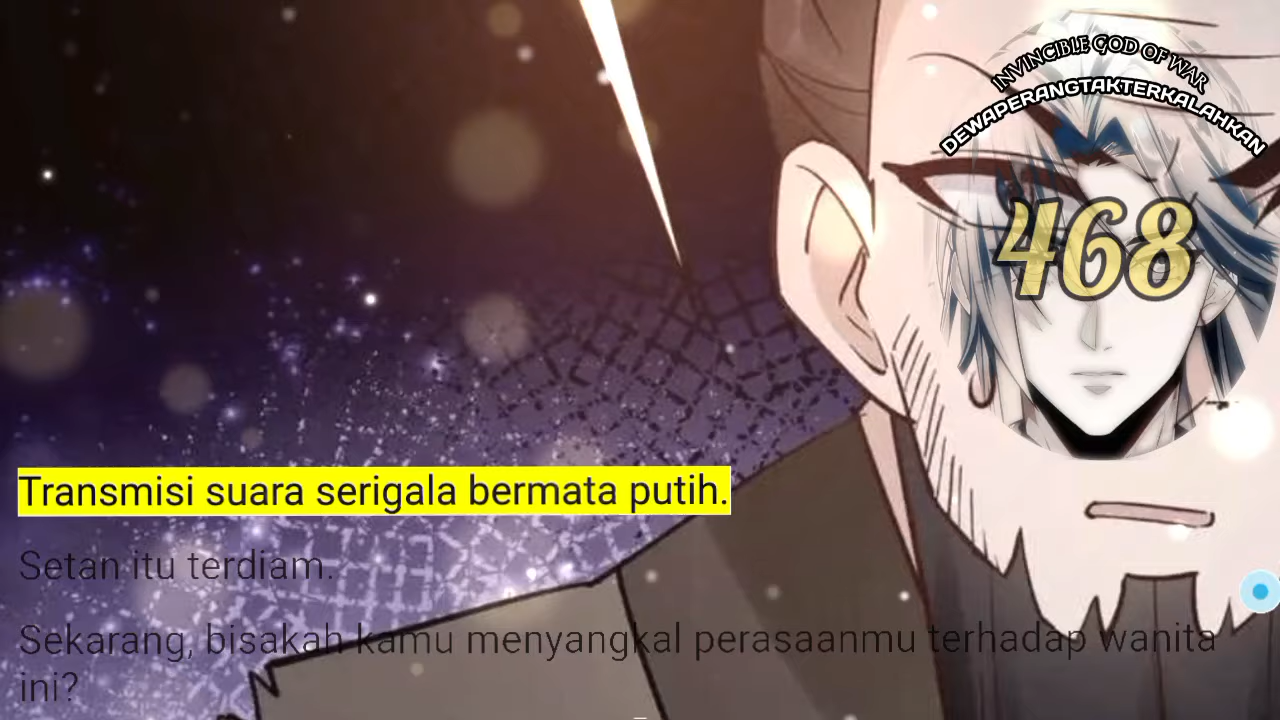 INVINCIBLE GOD OF WAR
DEWAPERANGTAKTERKALAHKAN
468
Transmisi suara serigala bermata putih.
Setan itu terdiam.
Sekarang, bisakah kamu menyangkal perasaanmu terhadap wanita
ini?